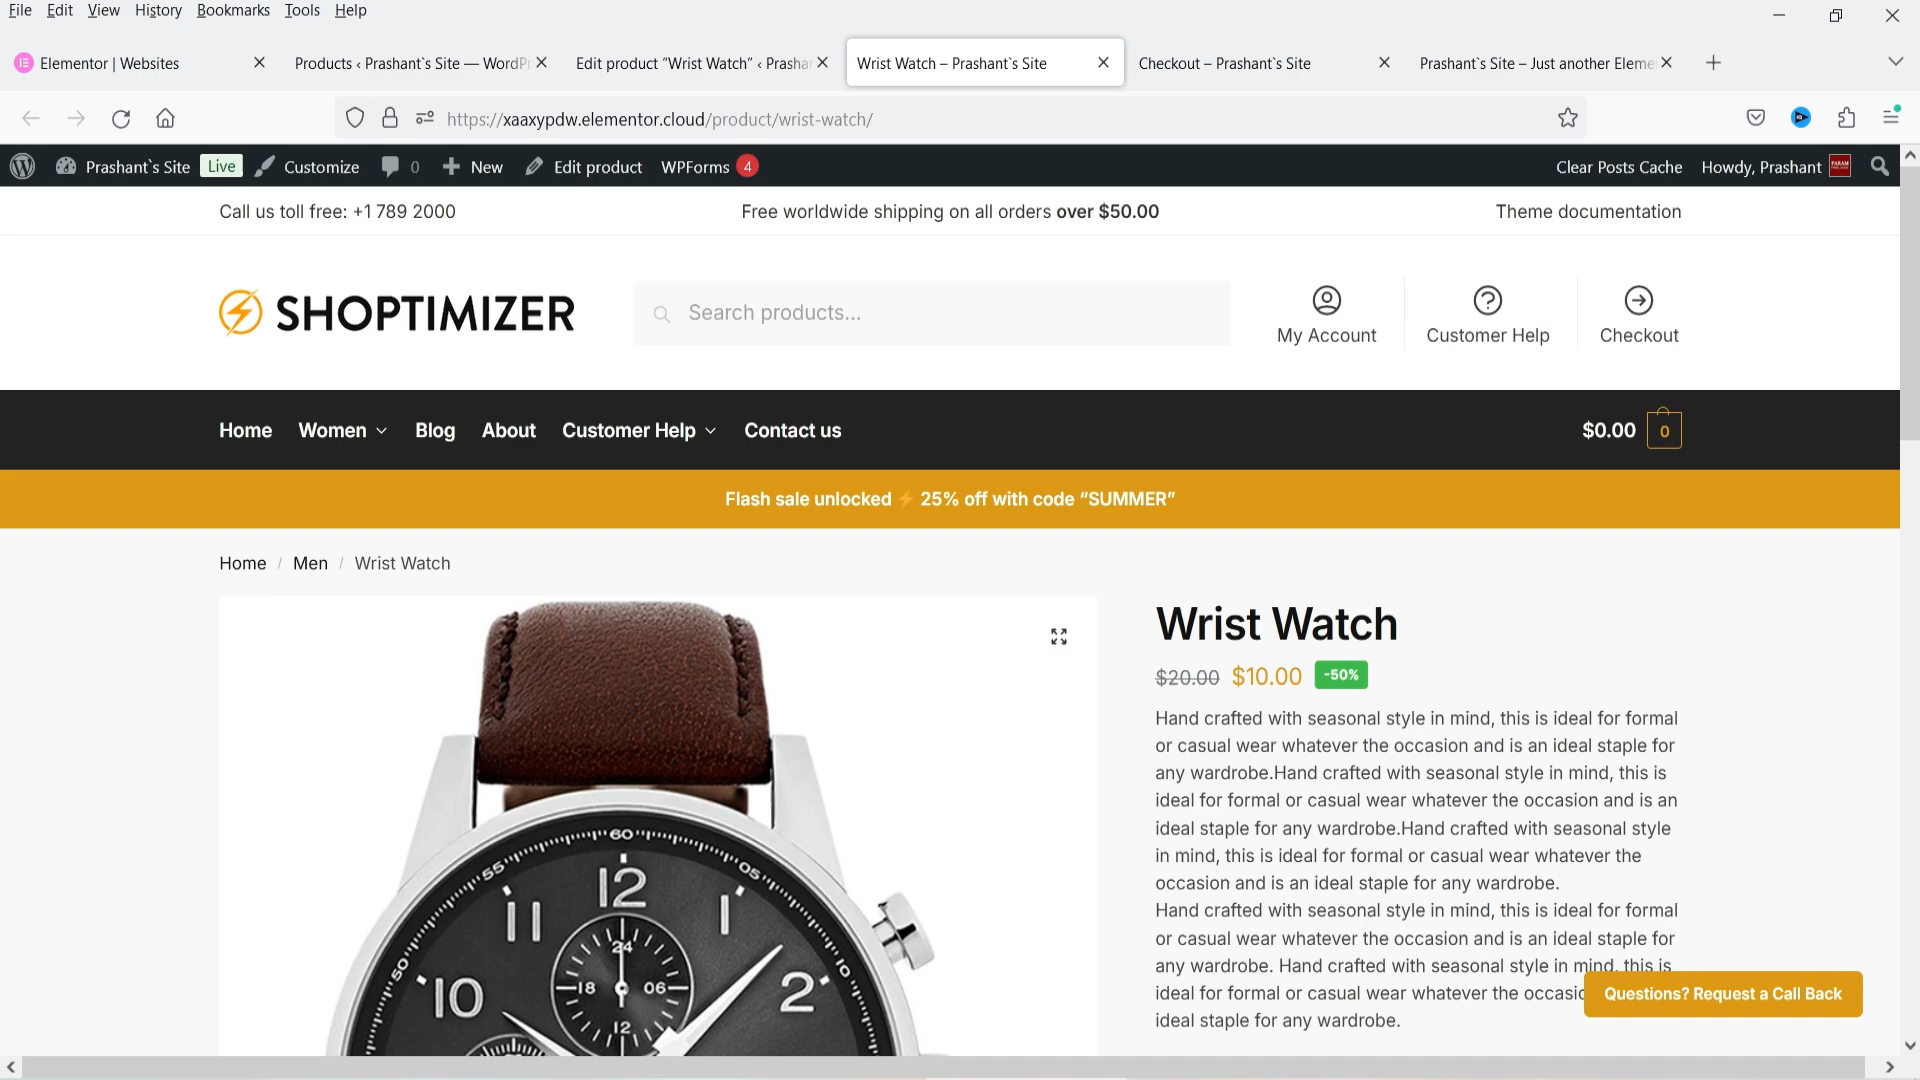 File Edit View History Bookmarks Tools Help
Elementor | Websites
Products ‹ Prashant`s Site — WordPr
Edit product “Wrist Watch” ‹ Prasha
Wrist Watch – Prashant`s Site
Checkout – Prashant`s Site
Prashant`s Site – Just another Eleme
https://xaaxypdw.elementor.cloud/product/wrist-watch/
Prashant`s Site Live Customize 0 New Edit product WPForms 4 Clear Posts Cache Howdy, Prashant
Call us toll free: +1 789 2000 Free worldwide shipping on all orders over $50.00 Theme documentation
SHOPTIMIZER Search products... My Account Customer Help Checkout
Home Women Blog About Customer Help Contact us $0.00 0
Flash sale unlocked ⚡ 25% off with code “SUMMER”
Home / Men / Wrist Watch
Wrist Watch
$20.00 $10.00 -50%
Hand crafted with seasonal style in mind, this is ideal for formal
or casual wear whatever the occasion and is an ideal staple for
any wardrobe.Hand crafted with seasonal style in mind, this is
ideal for formal or casual wear whatever the occasion and is an
ideal staple for any wardrobe.Hand crafted with seasonal style
in mind, this is ideal for formal or casual wear whatever the
occasion and is an ideal staple for any wardrobe.
Hand crafted with seasonal style in mind, this is ideal for formal
or casual wear whatever the occasion and is an ideal staple for
any wardrobe. Hand crafted with seasonal style in mind, this is
ideal for formal or casual wear whatever the occasio
ideal staple for any wardrobe.
Questions? Request a Call Back
60
55 05
12
11 1
24
50 10
10 18 06 2
12